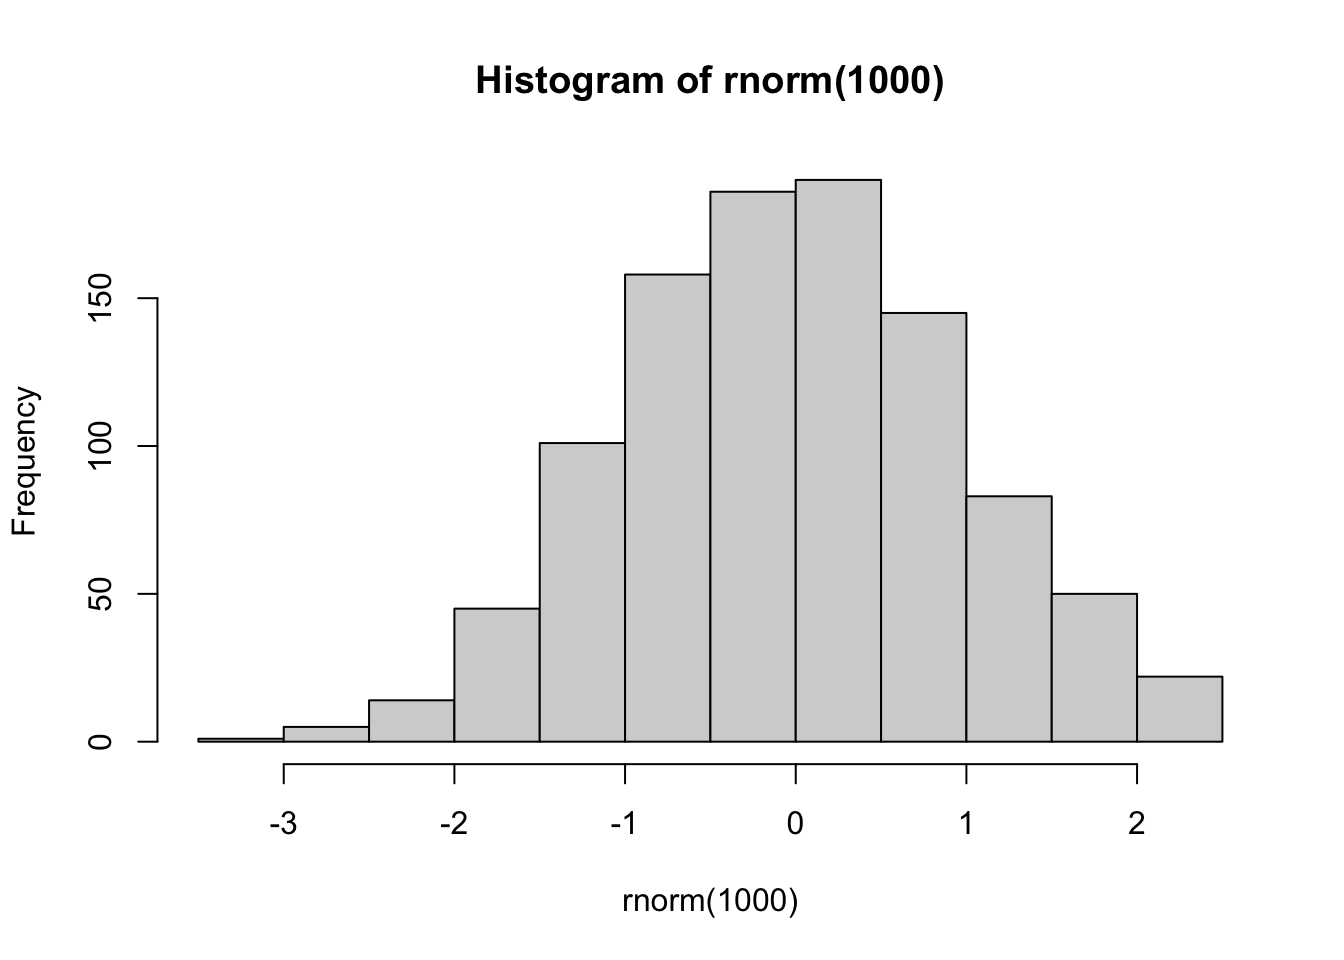 Histogram of rnorm(1000)
Frequency
150
100
50
0
-3 -2 -1 0 1 2
rnorm(1000)